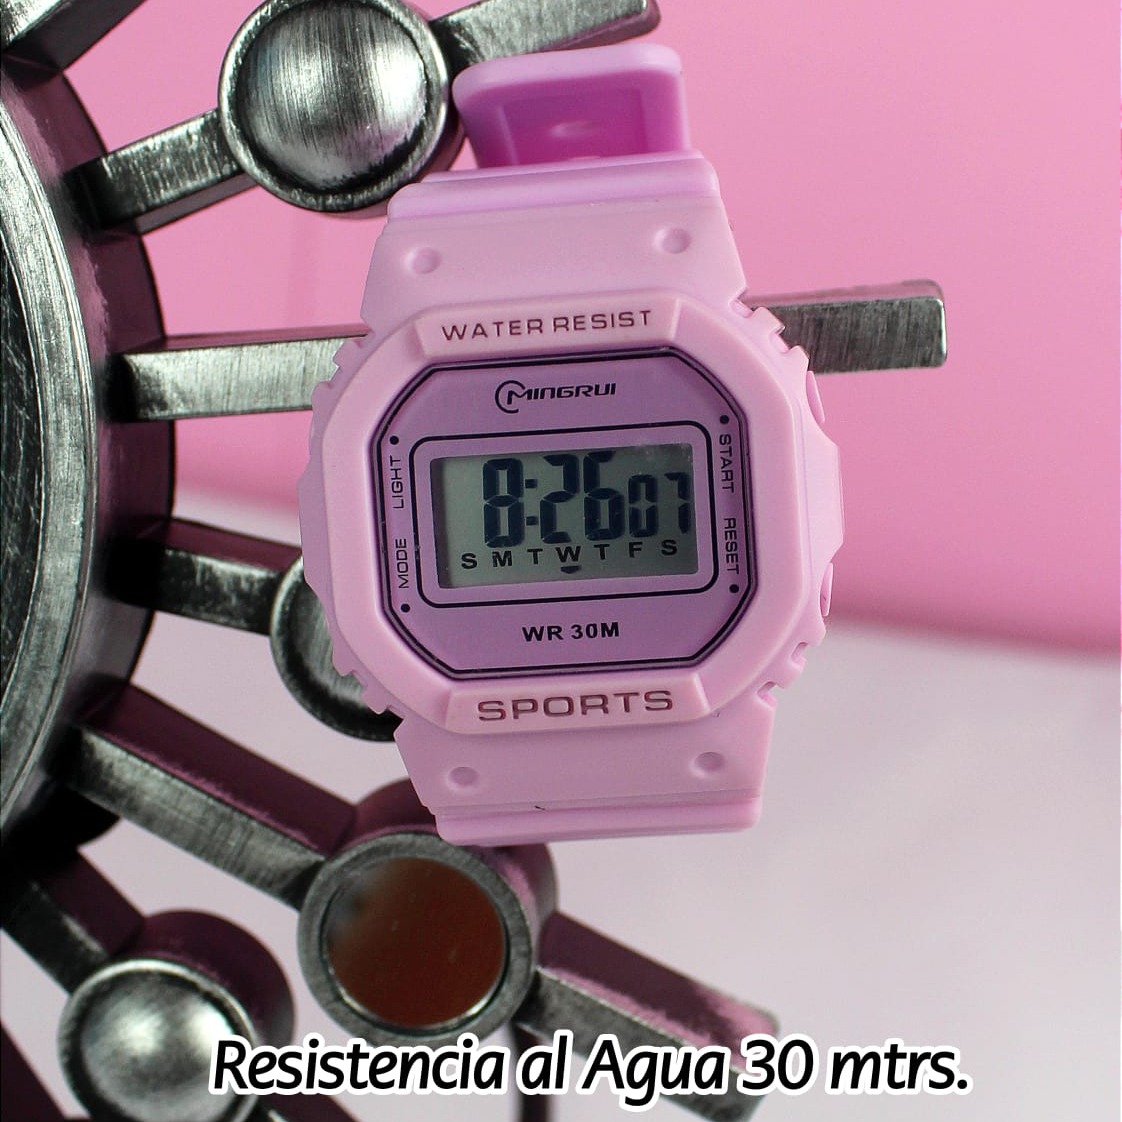 WATER RESIST
MINGRUI
LIGHT
MODE
START
RESET
8:26 07
S M T W T F S
WR 30M
SPORTS
Resistencia al Agua 30 mtrs.